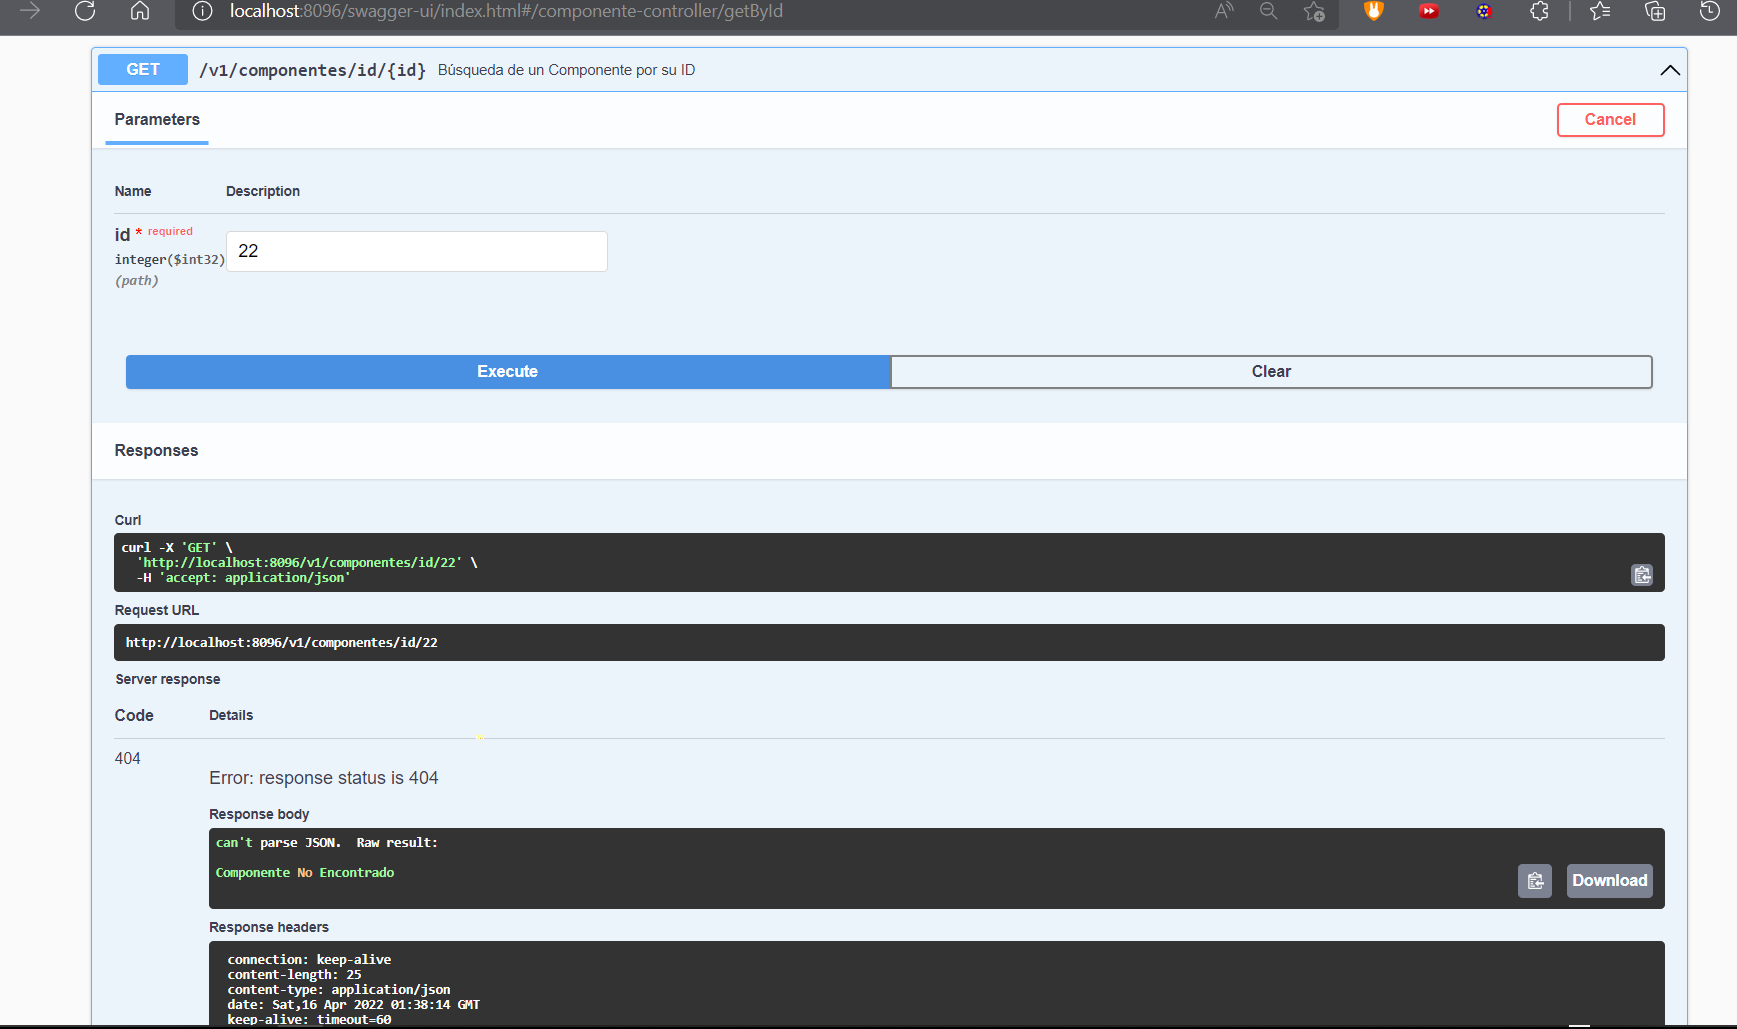 localhost:8096/swagger-ui/index.html#/componente-controller/getById
GET /v1/componentes/id/{id} Búsqueda de un Componente por su ID
Parameters
Cancel
Name Description
id * required
integer($int32)
(path)
22
Execute Clear
Responses
Curl
curl -X 'GET' \
'http://localhost:8096/v1/componentes/id/22' \
-H 'accept: application/json'
Request URL
http://localhost:8096/v1/componentes/id/22
Server response
Code Details
404
Error: response status is 404
Response body
can't parse JSON. Raw result:
Componente No Encontrado
Download
Response headers
connection: keep-alive
content-length: 25
content-type: application/json
date: Sat,16 Apr 2022 01:38:14 GMT
keep-alive: timeout=60